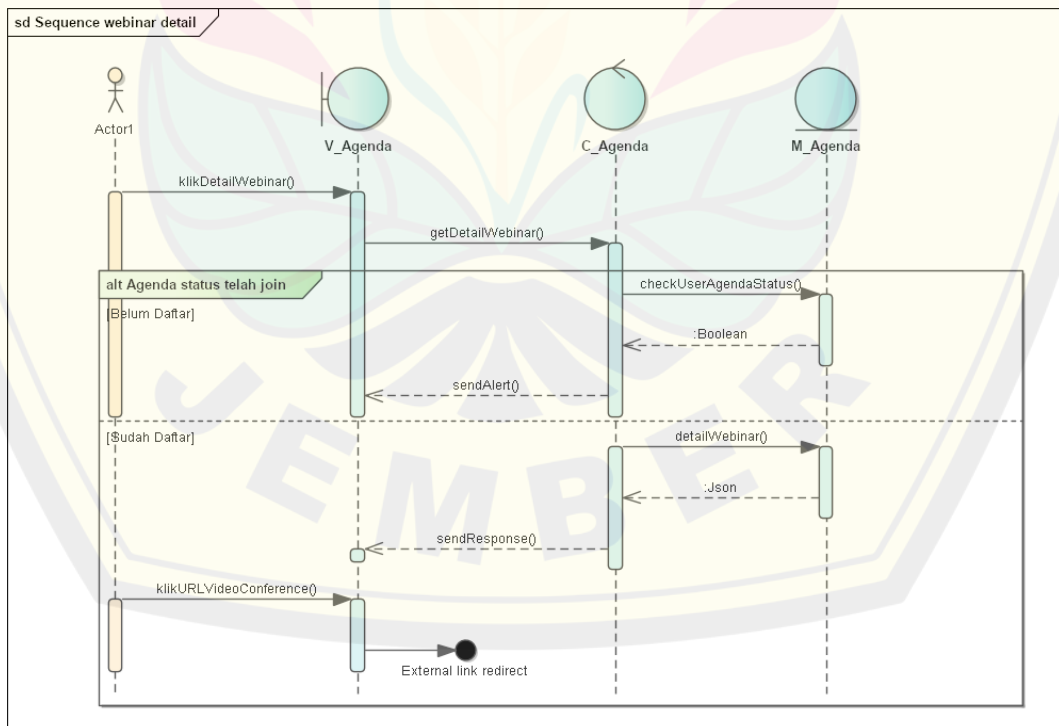 sd Sequence webinar detail
Actor1
V_Agenda
C_Agenda
M_Agenda
klikDetailWebinar()
getDetailWebinar()
alt Agenda status telah join
checkUserAgendaStatus()
[Belum Daftar]
:Boolean
sendAlert()
[Sudah Daftar]
detailWebinar()
:Json
sendResponse()
klikURLVideoConference()
External link redirect
JEMBER